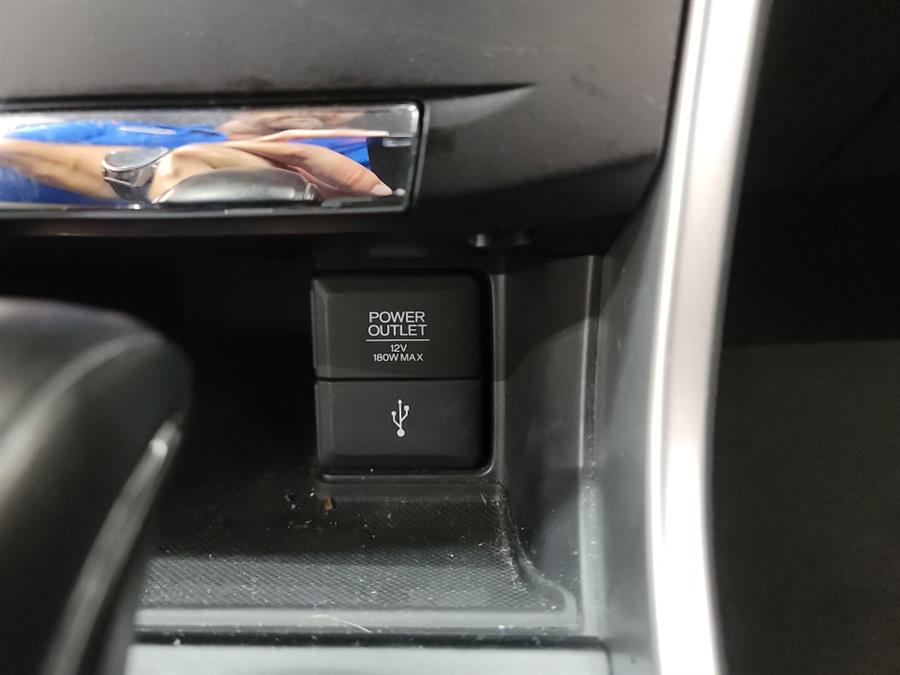 POWER
OUTLET
12V
180W MAX